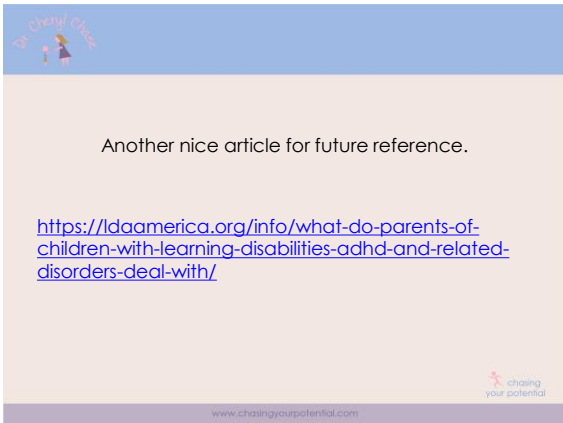 Dr. Cheryl Chase
Another nice article for future reference.
https://ldaamerica.org/info/what-do-parents-of-
children-with-learning-disabilities-adhd-and-related-
disorders-deal-with/
chasing
your potential
www.chasingyourpotential.com